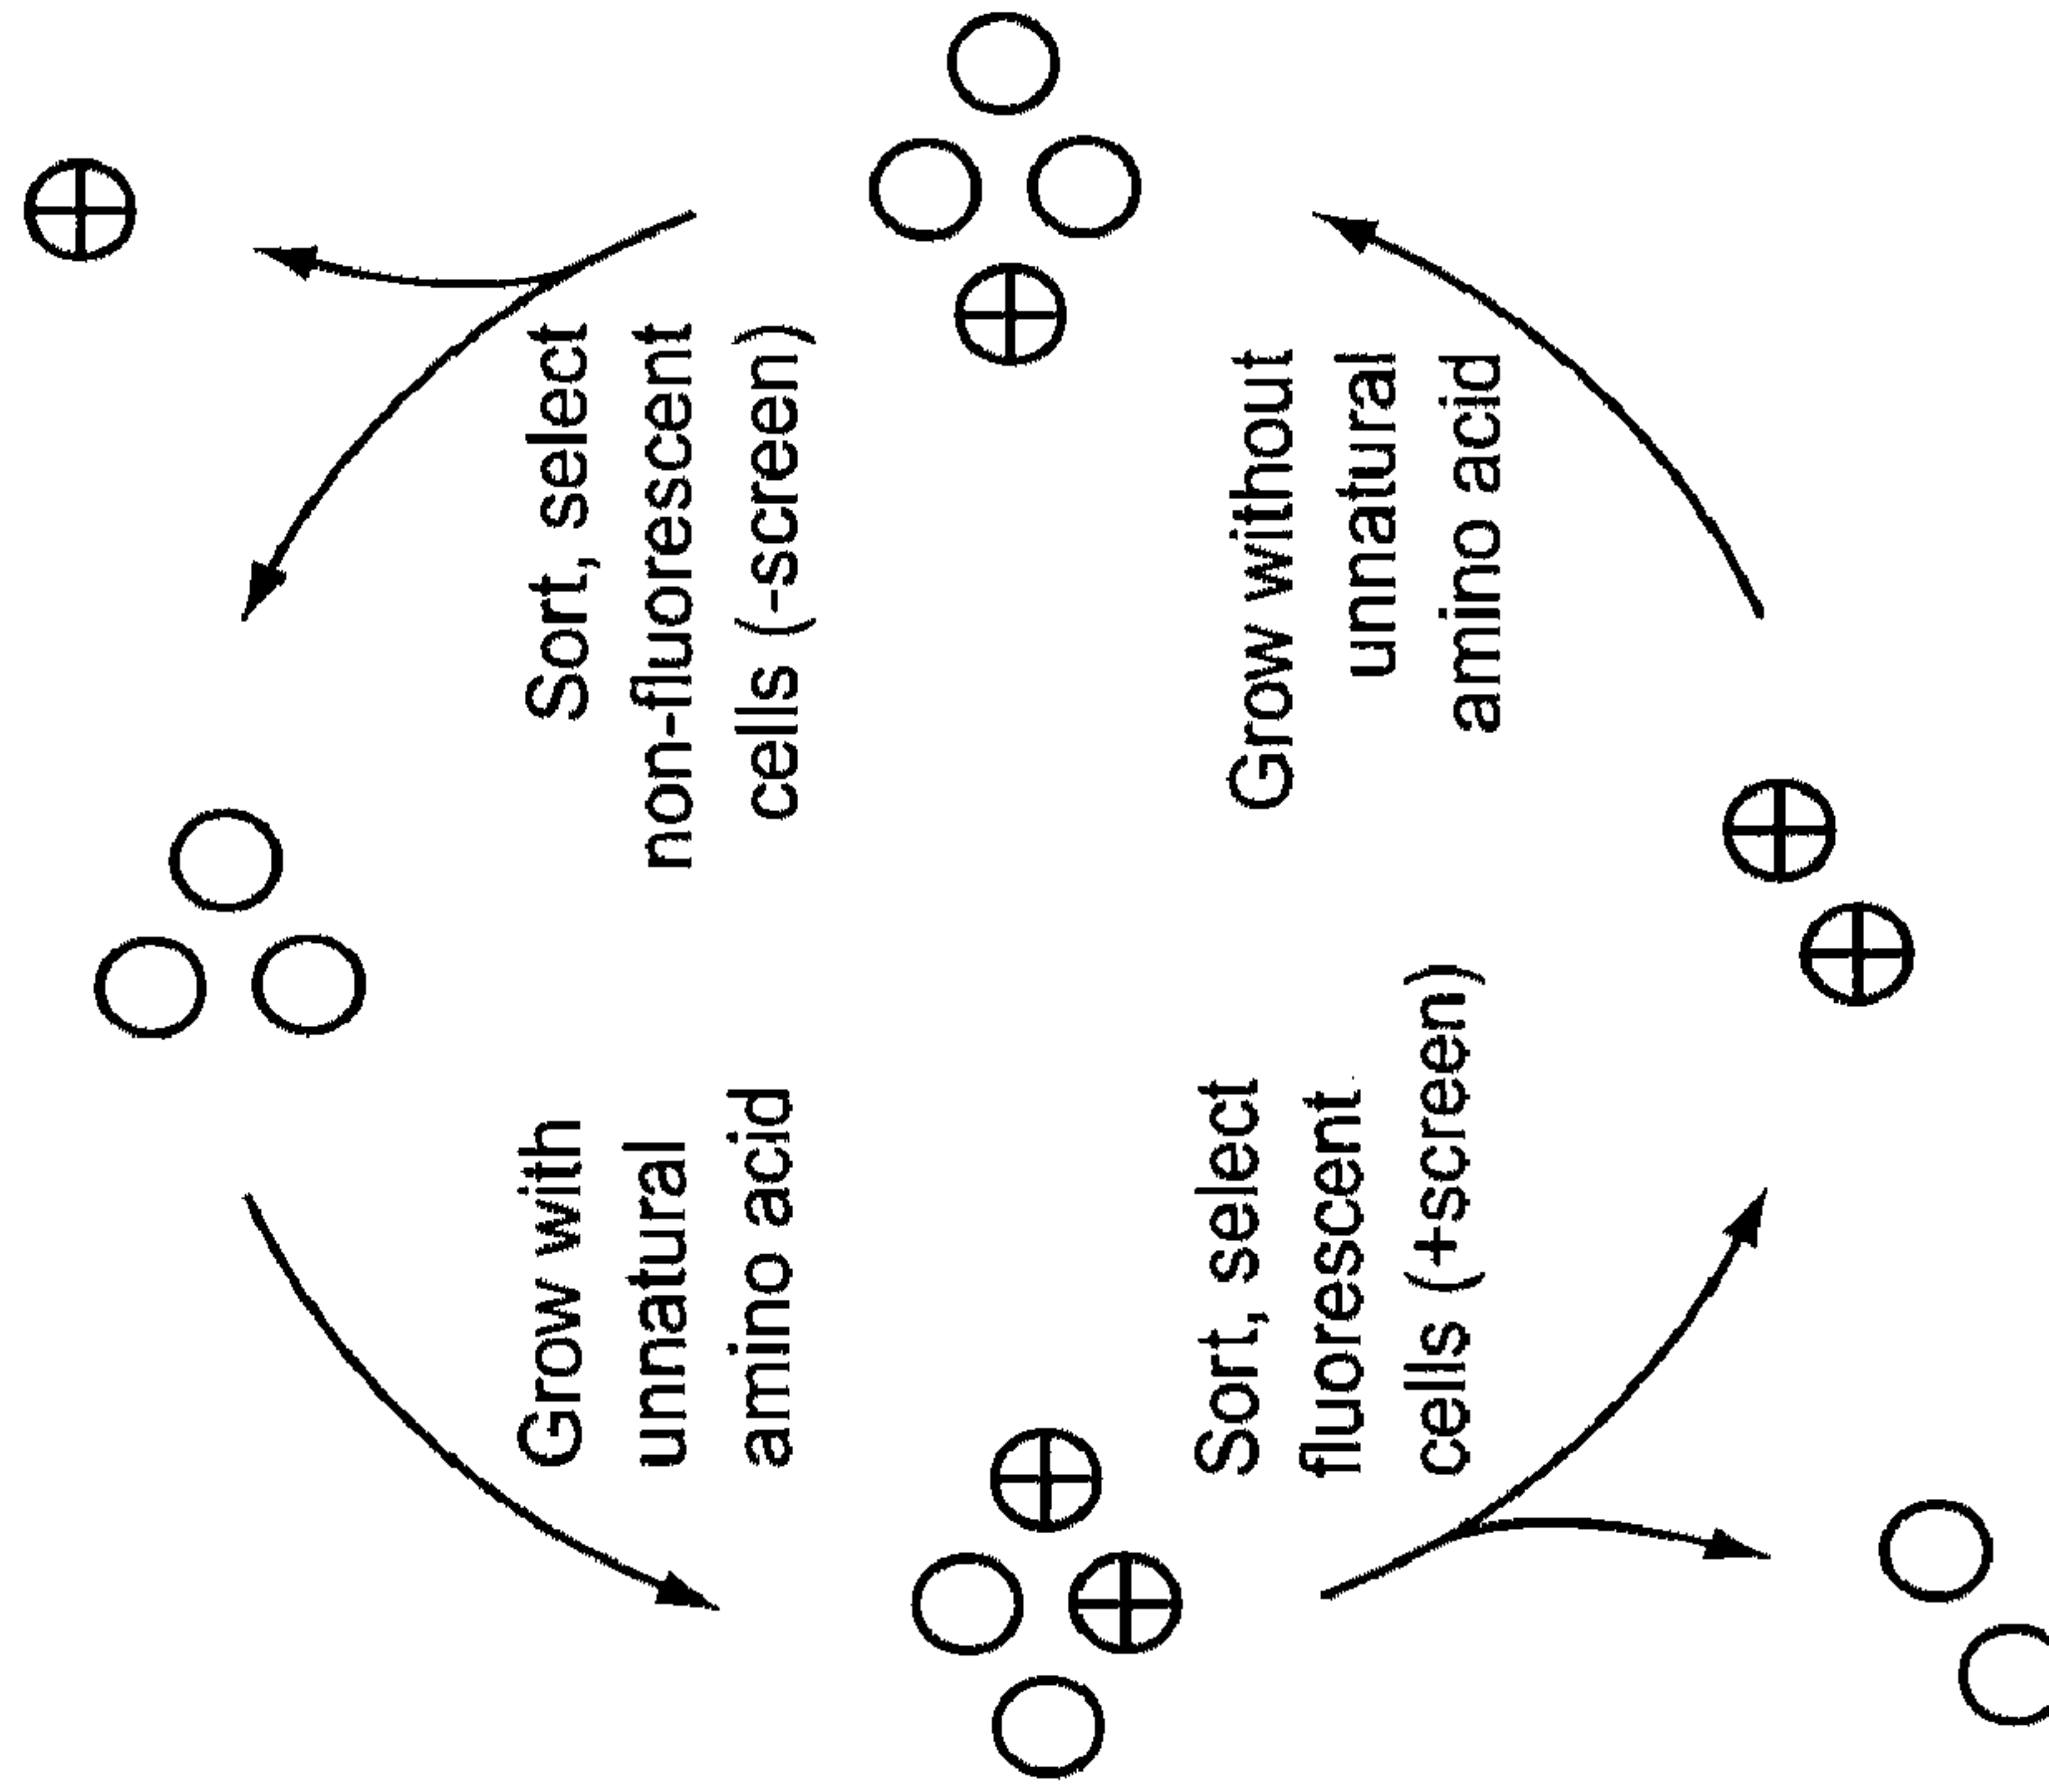 Grow with
unnatural
amino acid
Sort, select
non-fluorescent
cells (-screen)
Sort, select
fluorescent
cells (+screen)
Grow without
unnatural
amino acid